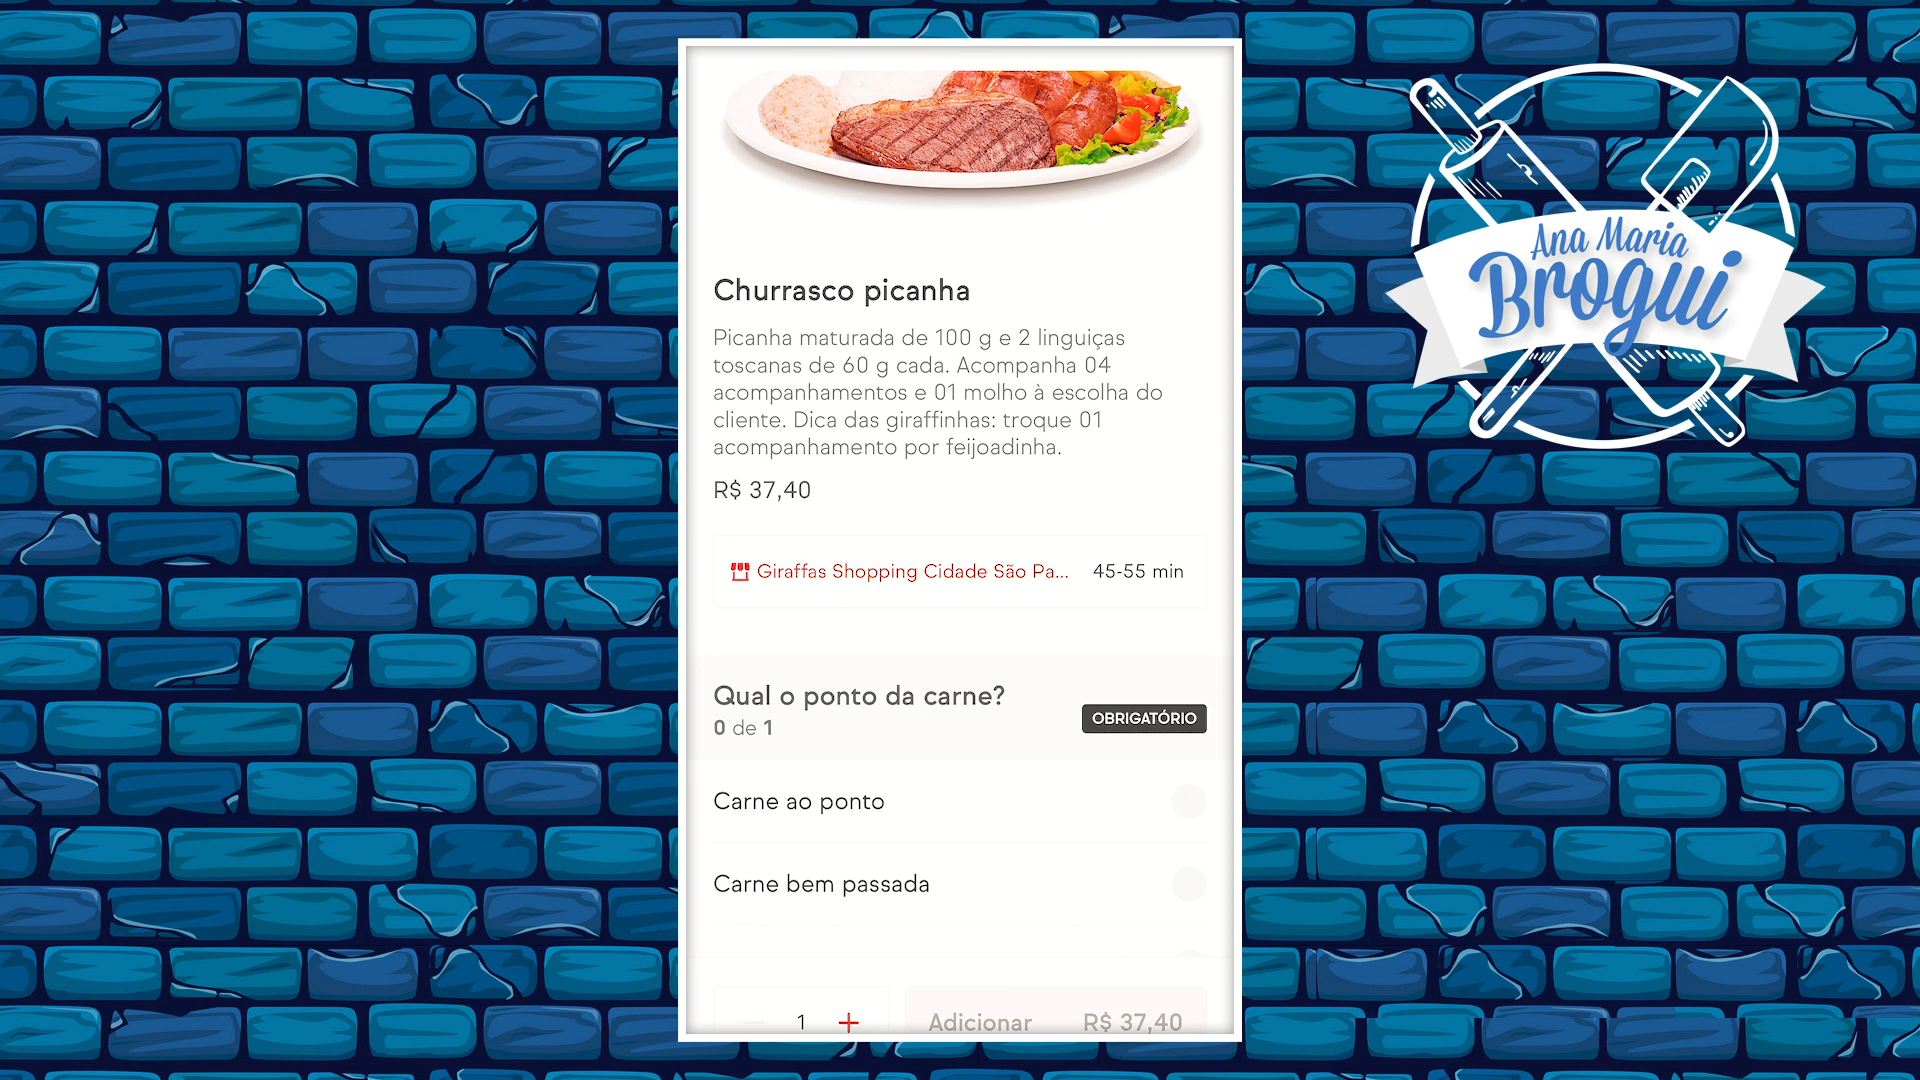 Churrasco picanha
Picanha maturada de 100 g e 2 linguiças
toscanas de 60 g cada. Acompanha 04
acompanhamentos e 01 molho à escolha do
cliente. Dica das giraffinhas: troque 01
acompanhamento por feijoadinha.
R$ 37,40
Giraffas Shopping Cidade São Pa... 45-55 min
Qual o ponto da carne?
0 de 1
OBRIGATÓRIO
Carne ao ponto
Carne bem passada
1
Adicionar R$ 37,40
Ana Maria
Brogui